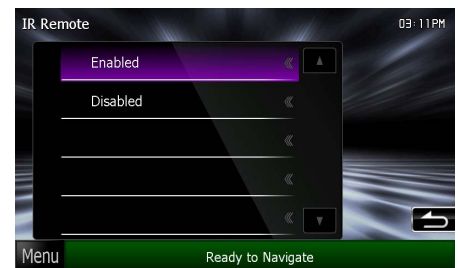 IR Remote 03:11PM
Enabled
Disabled
Menu Ready to Navigate